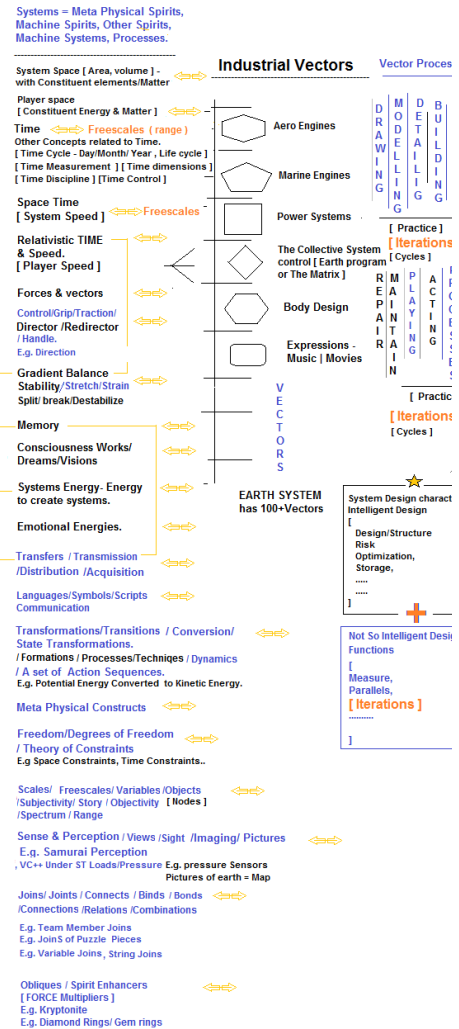 Systems = Meta Physical Spirits,
Machine Spirits, Other Spirits,
Machine Systems, Processes.
System Space [ Area, volume ] -
with Constituent elements/Matter
Player space
[ Constituent Energy & Matter ]
Time
Freescales ( range )
Other Concepts related to Time.
[ Time Cycle - Day/Month/ Year , Life cycle ]
[ Time Measurement ] [ Time dimensions ]
[ Time Discipline ] [Time Control ]
Space Time
[ System Speed ]
Freescales
Relativistic TIME
& Speed.
[ Player Speed ]
Forces & vectors
Control/Grip/Traction/
Director /Redirector
/ Handle.
E.g. Direction
Gradient Balance
Stability/Stretch/Strain
Split/ break/Destabilize
Memory
Consciousness Works/
Dreams/Visions
Systems Energy- Energy
to create systems.
Emotional Energies.
Transfers / Transmission
/Distribution /Acquisition
Languages/Symbols/Scripts
Communication
Transformations/Transitions / Conversion/
State Transformations.
/ Formations / Processes/Technique / Dynamics
/ A set of Action Sequences.
E.g. Potential Energy Converted to Kinetic Energy.
Meta Physical Constructs
Freedom/Degrees of Freedom
/ Theory of Constraints
E.g Space Constraints, Time Constraints..
Scales/ Freescales/ Variables /Objects
/Subjectivity/ Story / Objectivity [ Nodes ]
/Spectrum / Range
Sense & Perception / Views /Sight /Imaging/ Pictures
E.g. Samurai Perception
, VC++ Under ST Loads/Pressure E.g. pressure Sensors
Pictures of earth = Map
Joins/ Joints / Connects / Binds / Bonds
/Connections /Relations /Combinations
E.g. Team Member Joins
E.g. JoinS of Puzzle Pieces
E.g. Variable Joins, String Joins
Obliques / Spirit Enhancers
[ FORCE Multipliers ]
E.g. Kryptonite
E.g. Diamond Rings/ Gem rings
Industrial Vectors
Aero Engines
Marine Engines
Power Systems
The Collective System
control [ Earth program
or The Matrix ]
Body Design
Expressions -
Music | Movies
VECTORS
EARTH SYSTEM
has 100+Vectors
Vector Proces
DRAWING
MODELLING
DETAILIG
BUILDING
[ Practice ]
[ Iterations
[ Cycles ]
REPAIR
MAINTAIN
PLAYING
ACTING
[ Practic
[ Iterations
[ Cycles ]
System Design charact
Intelligent Design
[
Design/Structure
Risk
Optimization,
Storage,
.....
.....
]
Not So Intelligent Desig
Functions
[
Measure,
Parallels,
[ Iterations ]
..........
]